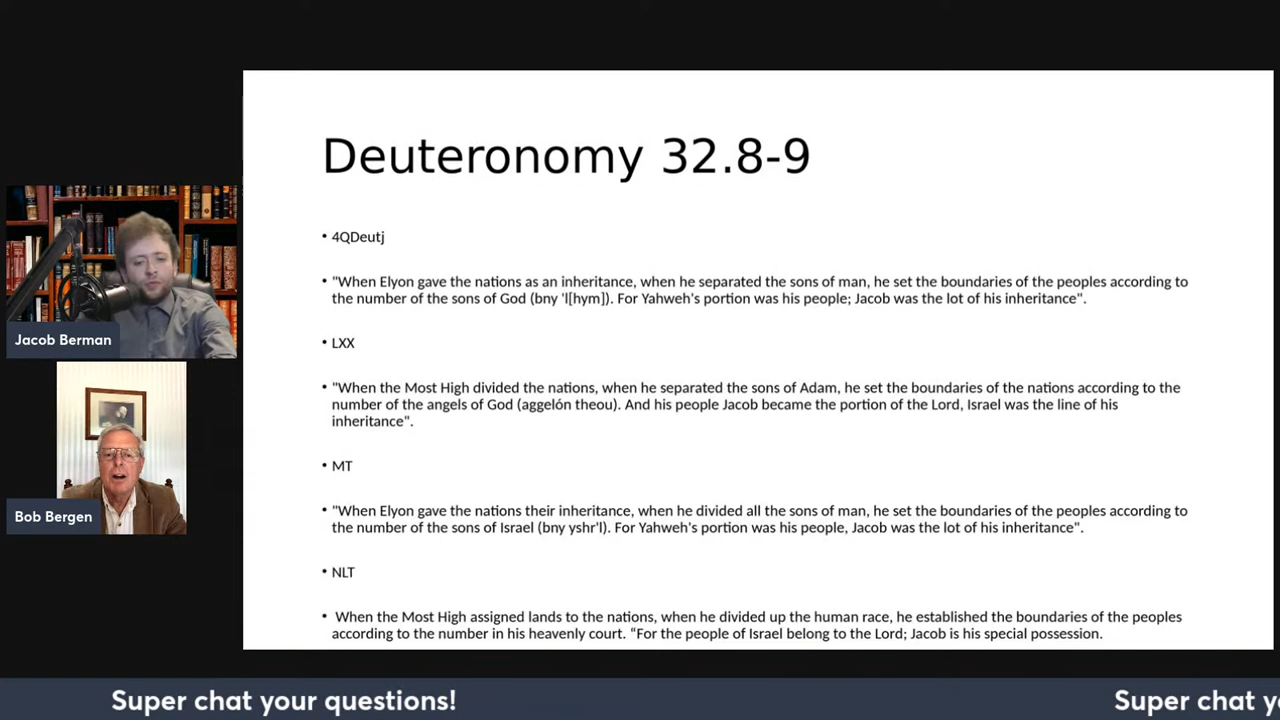 Deuteronomy 32.8-9
• 4QDeutj
• "When Elyon gave the nations as an inheritance, when he separated the sons of man, he set the boundaries of the peoples according to
the number of the sons of God (bny 'l[hym]). For Yahweh's portion was his people; Jacob was the lot of his inheritance".
• LXX
• "When the Most High divided the nations, when he separated the sons of Adam, he set the boundaries of the nations according to the
number of the angels of God (aggelón theou). And his people Jacob became the portion of the Lord, Israel was the line of his
inheritance".
• MT
• "When Elyon gave the nations their inheritance, when he divided all the sons of man, he set the boundaries of the peoples according to
the number of the sons of Israel (bny yshr'l). For Yahweh's portion was his people, Jacob was the lot of his inheritance".
• NLT
• When the Most High assigned lands to the nations, when he divided up the human race, he established the boundaries of the peoples
according to the number in his heavenly court. “For the people of Israel belong to the Lord; Jacob is his special possession.
Jacob Berman
Bob Bergen
Super chat your questions!
Super chat yo